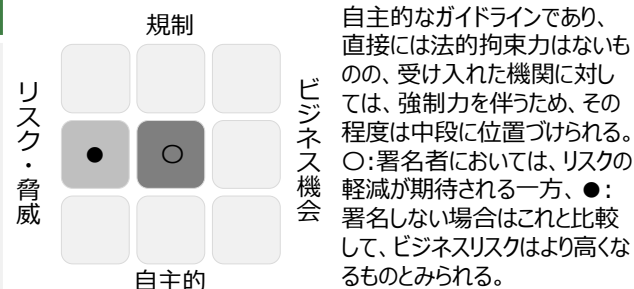 規制
リスク・脅威
●
〇
ビジネス機会
自主的
自主的なガイドラインであり、
直接には法的拘束力はないも
のの、受け入れた機関に対し
ては、強制力を伴うため、その
程度は中段に位置づけられる。
〇:署名者においては、リスクの
軽減が期待される一方、●:
署名しない場合はこれと比較
して、ビジネスリスクはより高くな
るものとみられる。